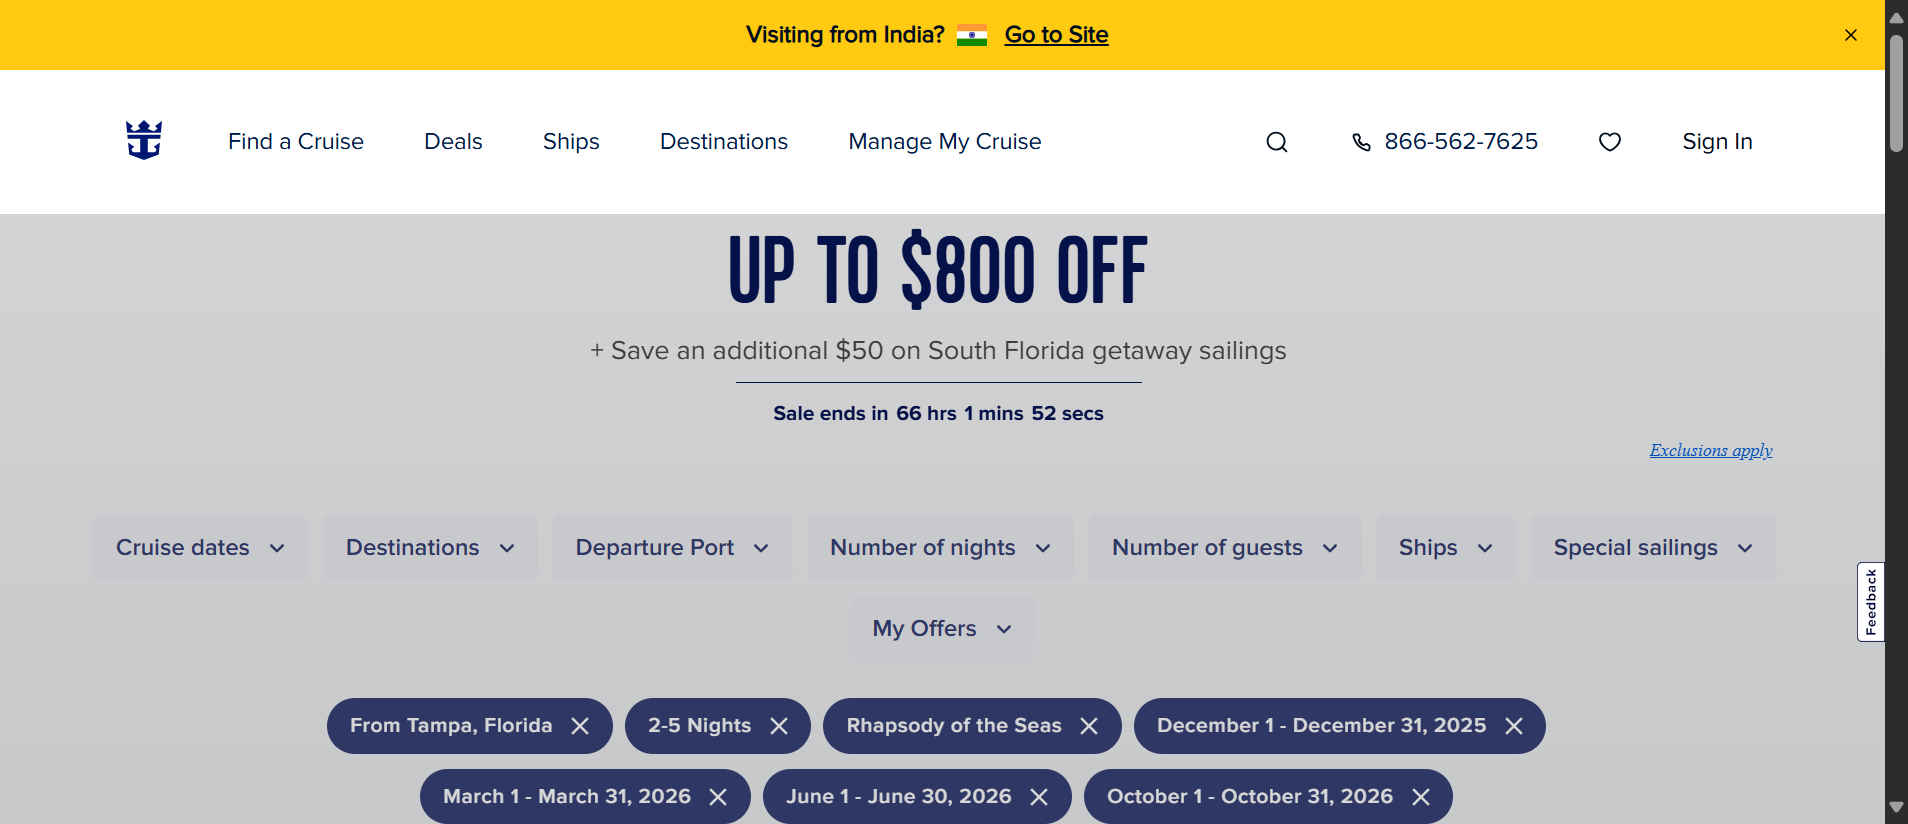 Visiting from India? Go to Site
Find a Cruise Deals Ships Destinations Manage My Cruise 866-562-7625 Sign In
UP TO $800 OFF
+ Save an additional $50 on South Florida getaway sailings
Sale ends in 66 hrs 1 mins 52 secs
Exclusions apply
Cruise dates Destinations Departure Port Number of nights Number of guests Ships Special sailings
Feedback
My Offers
From Tampa, Florida 2-5 Nights Rhapsody of the Seas December 1 - December 31, 2025
March 1 - March 31, 2026 June 1 - June 30, 2026 October 1 - October 31, 2026